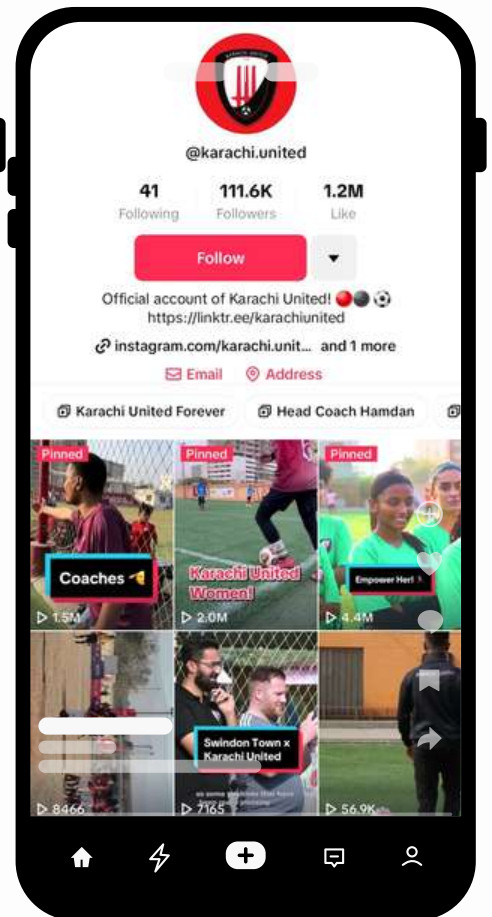 KARACHI UNITED
@karachi.united
41 111.6K 1.2M
Following Followers Like
Follow
Official account of Karachi United! 🔴⚫⚽
https://linktr.ee/karachiunited
instagram.com/karachi.unit... and 1 more
Email Address
Karachi United Forever Head Coach Hamdan
Pinned Pinned Pinned
Coaches
Karachi United
Women!
Empower Her!
1.5M 2.0M 4.4M
Swindon Town x
Karachi United
8466 7165 56.9K